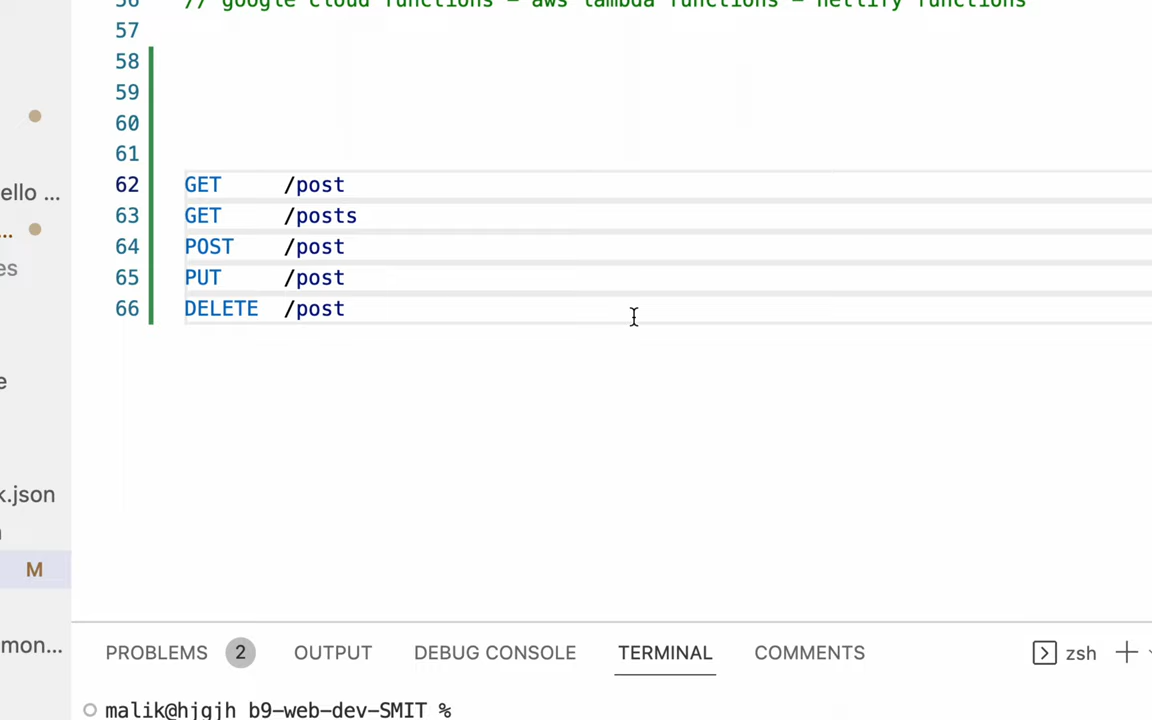 56 // google cloud functions - aws lambda functions - netlify functions
57
58
59
60
61
62 GET /post
63 GET /posts
64 POST /post
65 PUT /post
66 DELETE /post
ello ...
...
es
e
k.json
M
mon...
PROBLEMS 2 OUTPUT DEBUG CONSOLE TERMINAL COMMENTS zsh
malik@hjgjh b9-web-dev-SMIT %